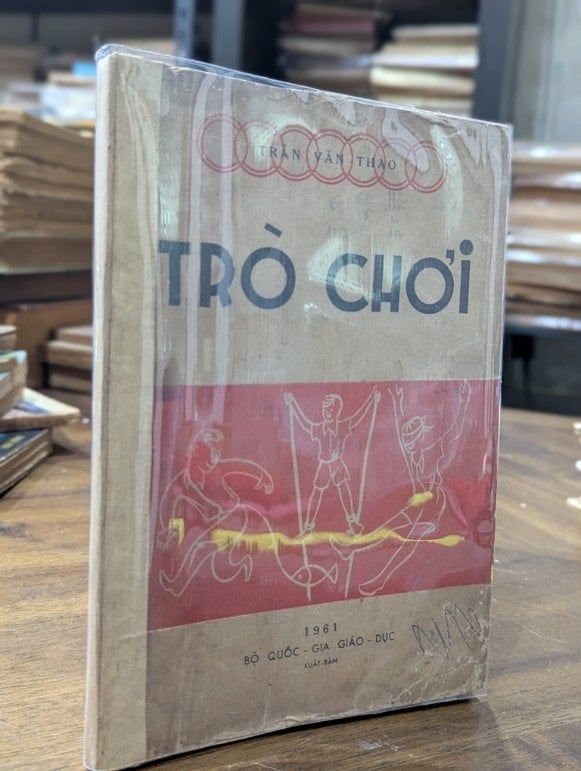 TRẦN VĂN THAO
TRÒ CHƠI
1961
BỘ QUỐC - GIA GIÁO - DỤC
XUẤT-BẢN